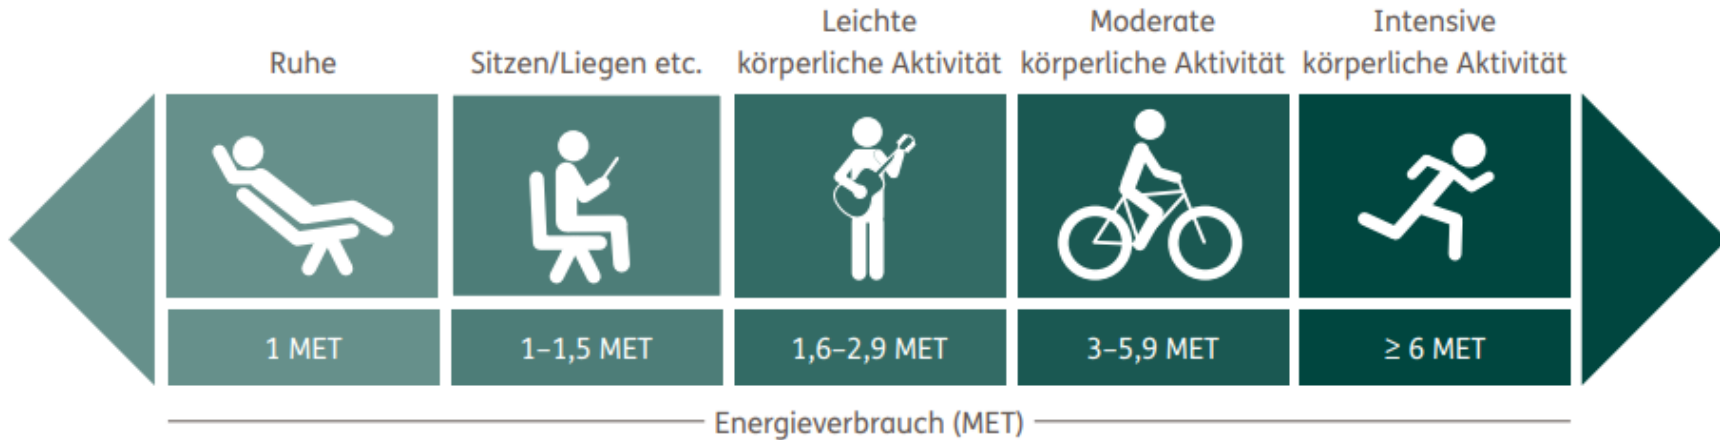 Ruhe
Sitzen/Liegen etc.
Leichte
körperliche Aktivität
Moderate
körperliche Aktivität
Intensive
körperliche Aktivität
1 MET
1–1,5 MET
1,6–2,9 MET
3–5,9 MET
≥ 6 MET
Energieverbrauch (MET)